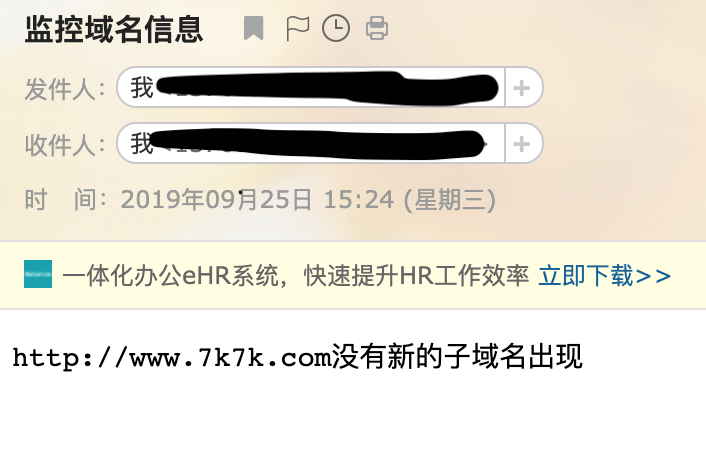 监控域名信息
发件人：我
收件人：我
时　间：2019年09月25日 15:24 (星期三)
一体化办公eHR系统，快速提升HR工作效率 立即下载>>
http://www.7k7k.com没有新的子域名出现